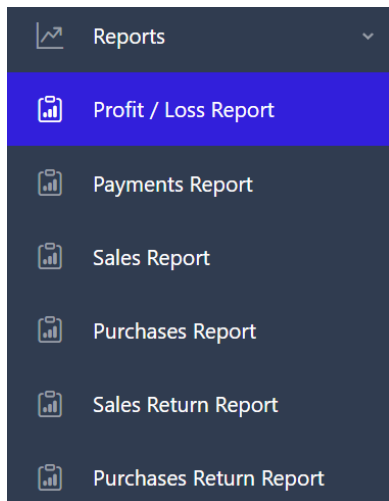 Reports
Profit / Loss Report
Payments Report
Sales Report
Purchases Report
Sales Return Report
Purchases Return Report